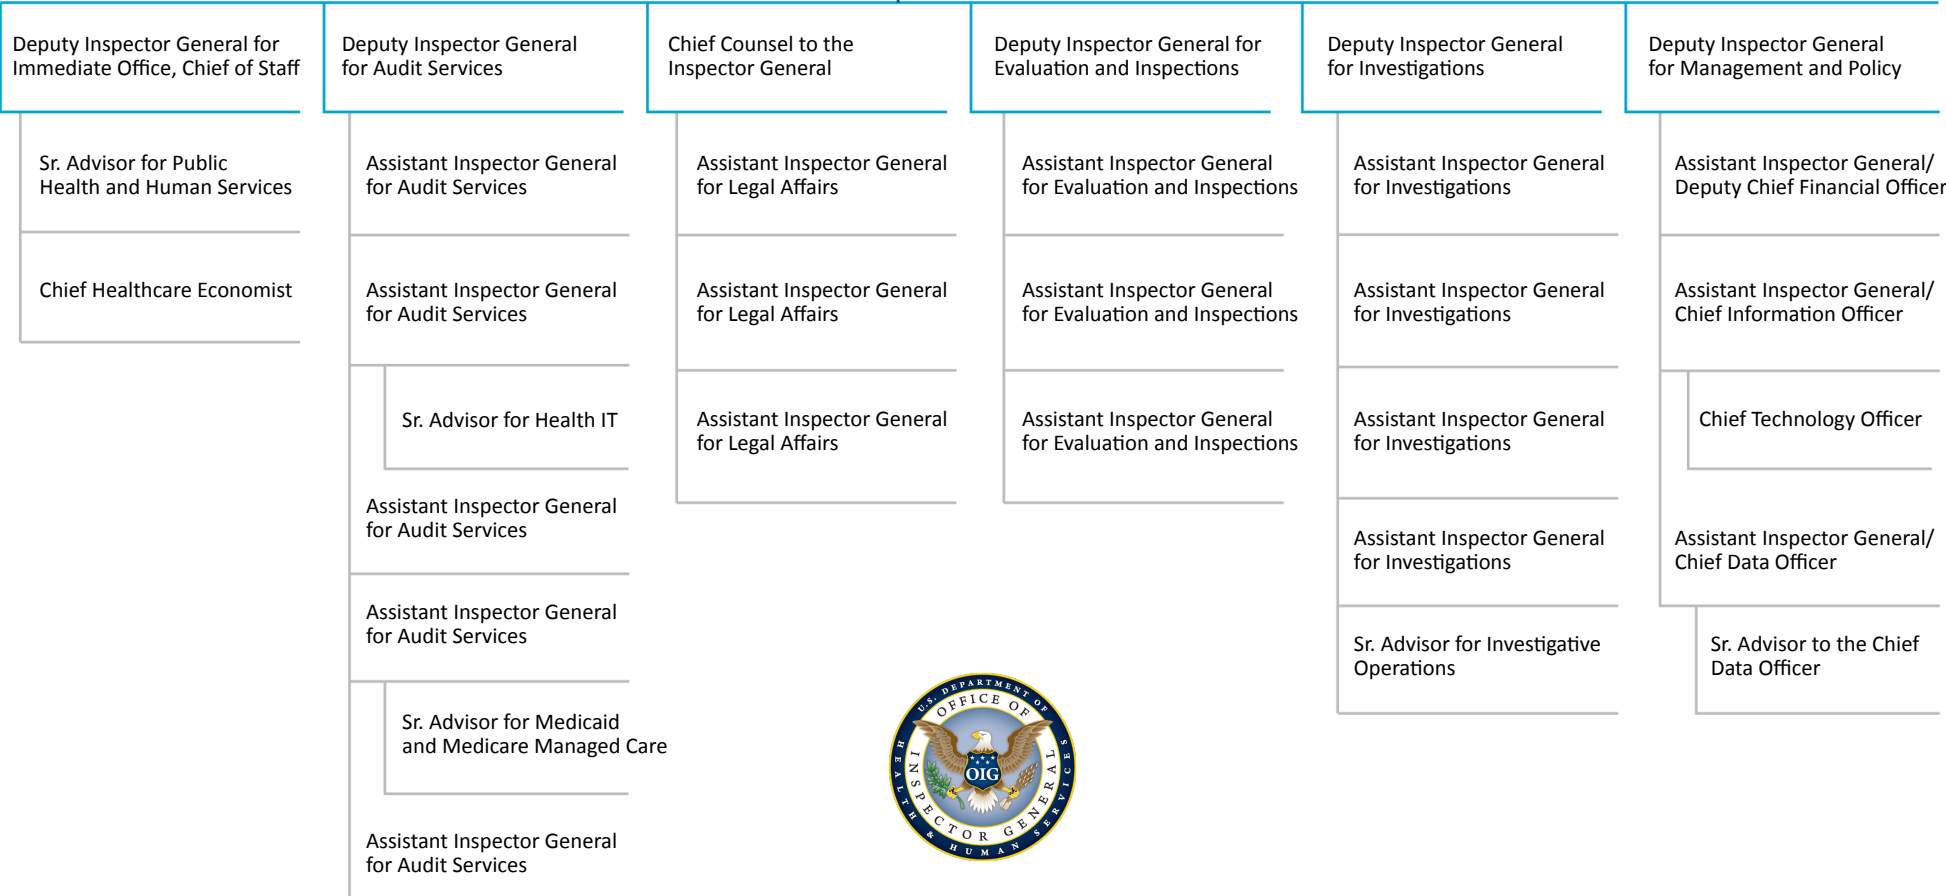 Deputy Inspector General for
Immediate Office, Chief of Staff
Sr. Advisor for Public
Health and Human Services
Chief Healthcare Economist
Deputy Inspector General
for Audit Services
Assistant Inspector General
for Audit Services
Assistant Inspector General
for Audit Services
Sr. Advisor for Health IT
Assistant Inspector General
for Audit Services
Assistant Inspector General
for Audit Services
Sr. Advisor for Medicaid
and Medicare Managed Care
Assistant Inspector General
for Audit Services
Chief Counsel to the
Inspector General
Assistant Inspector General
for Legal Affairs
Assistant Inspector General
for Legal Affairs
Assistant Inspector General
for Legal Affairs
Deputy Inspector General for
Evaluation and Inspections
Assistant Inspector General
for Evaluation and Inspections
Assistant Inspector General
for Evaluation and Inspections
Assistant Inspector General
for Evaluation and Inspections
Deputy Inspector General
for Investigations
Assistant Inspector General
for Investigations
Assistant Inspector General
for Investigations
Assistant Inspector General
for Investigations
Assistant Inspector General
for Investigations
Sr. Advisor for Investigative
Operations
Deputy Inspector General
for Management and Policy
Assistant Inspector General/
Deputy Chief Financial Officer
Assistant Inspector General/
Chief Information Officer
Chief Technology Officer
Assistant Inspector General/
Chief Data Officer
Sr. Advisor to the Chief
Data Officer
U.S. DEPARTMENT OF HEALTH & HUMAN SERVICES
OFFICE OF INSPECTOR GENERAL
OIG